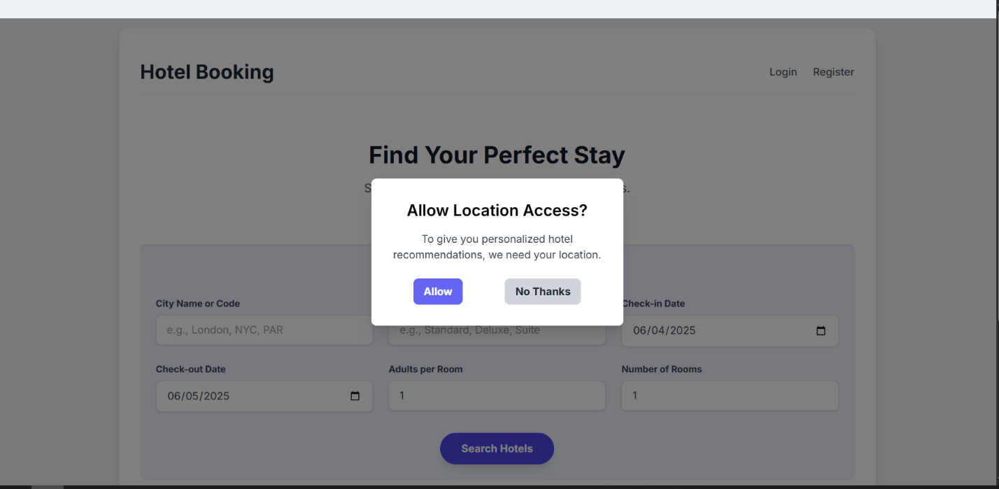 Hotel Booking
Login
Register
Find Your Perfect Stay
S
s.
Allow Location Access?
To give you personalized hotel
recommendations, we need your location.
Allow
No Thanks
City Name or Code
Check-in Date
e.g., London, NYC, PAR
e.g., Standard, Deluxe, Suite
06/04/2025
Check-out Date
Adults per Room
Number of Rooms
06/05/2025
1
1
Search Hotels